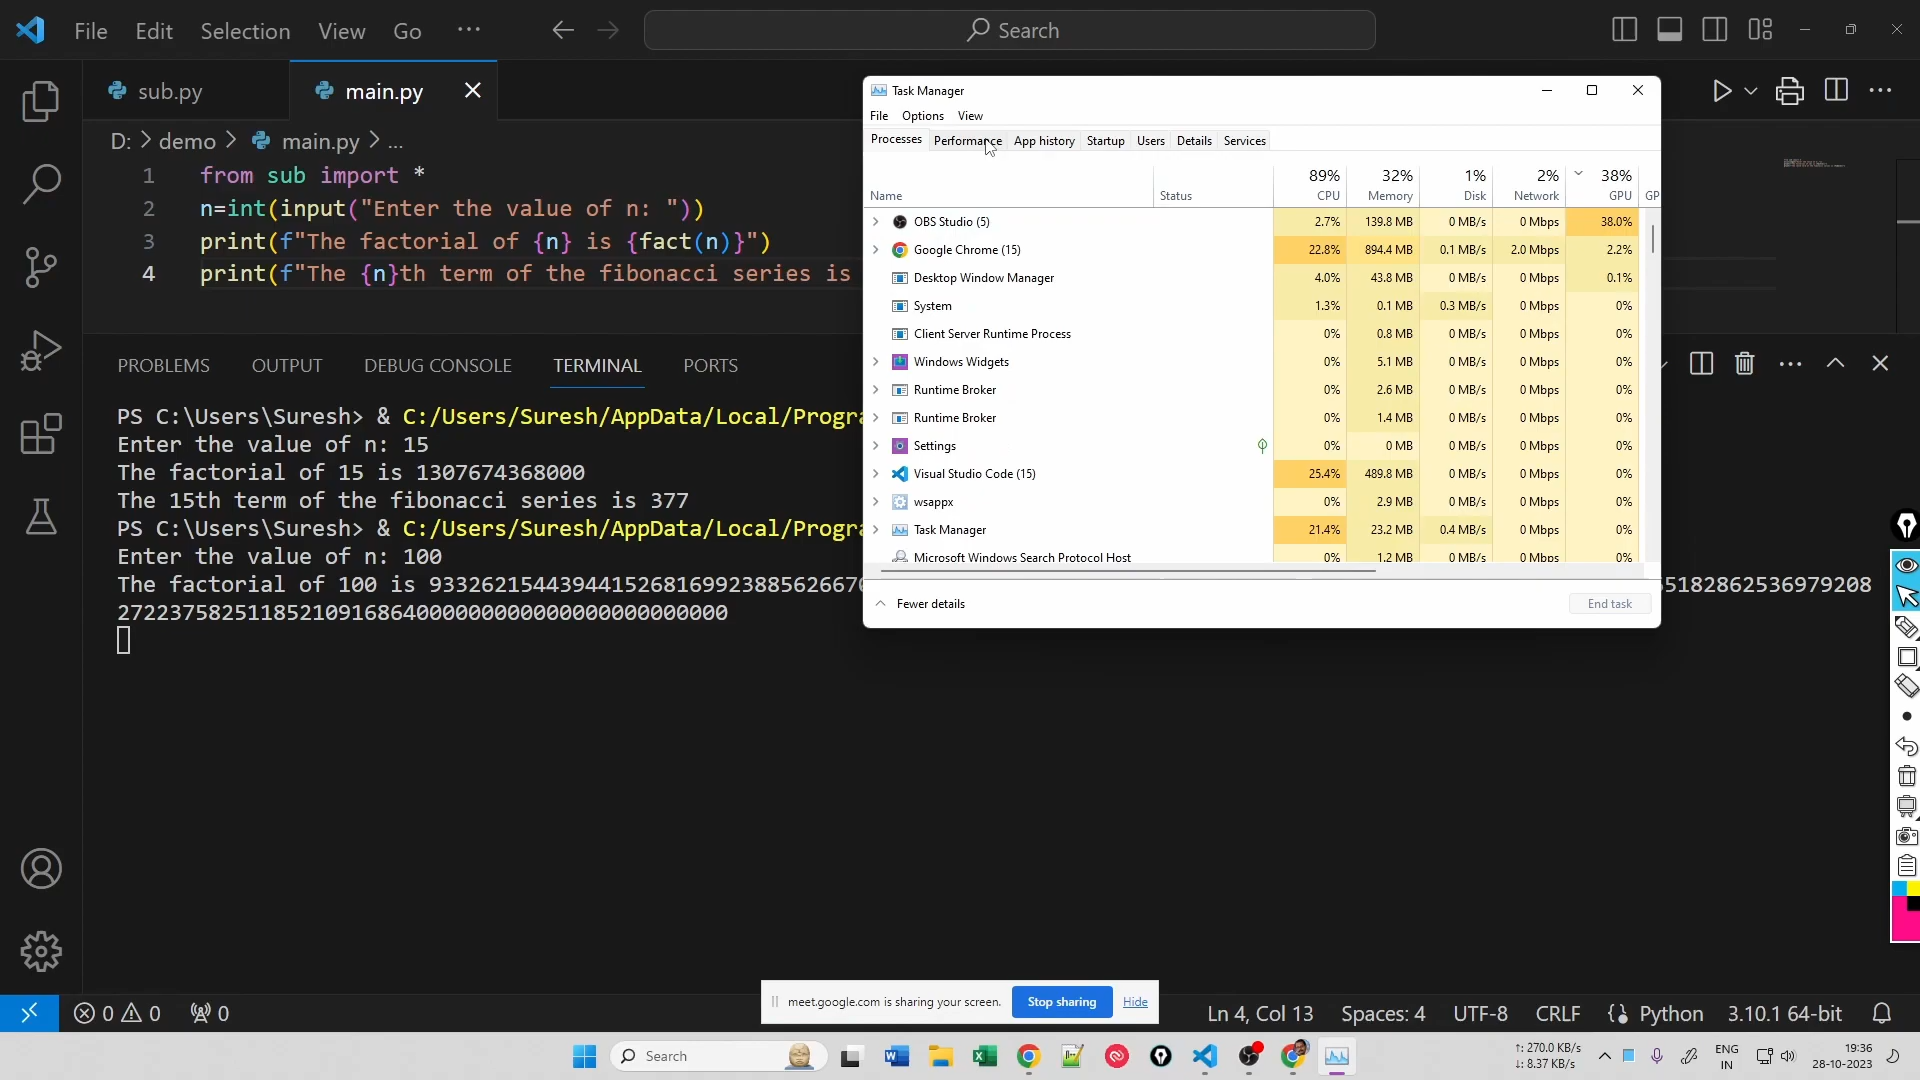 File Edit Selection View Go ··· Search
sub.py main.py
D: > demo > main.py > ...
1 from sub import *
2 n=int(input("Enter the value of n: "))
3 print(f"The factorial of {n} is {fact(n)}")
4 print(f"The {n}th term of the fibonacci series is
PROBLEMS OUTPUT DEBUG CONSOLE TERMINAL PORTS
PS C:\Users\Suresh> & C:/Users/Suresh/AppData/Local/Progra
Enter the value of n: 15
The factorial of 15 is 1307674368000
The 15th term of the fibonacci series is 377
PS C:\Users\Suresh> & C:/Users/Suresh/AppData/Local/Progra
Enter the value of n: 100
The factorial of 100 is
Task Manager
File Options View
Processes Performance App history Startup Users Details Services
89% 32% 1% 2% 38%
Name Status CPU Memory Disk Network GPU GP
OBS Studio (5) 2.7% 139.8 MB 0 MB/s 0 Mbps 38.0%
Google Chrome (15) 22.8% 894.4 MB 0.1 MB/s 2.0 Mbps 2.2%
Desktop Window Manager 4.0% 43.8 MB 0 MB/s 0 Mbps 0.1%
System 1.3% 0.1 MB 0.3 MB/s 0 Mbps 0%
Client Server Runtime Process 0% 0.8 MB 0 MB/s 0 Mbps 0%
Windows Widgets 0% 5.1 MB 0 MB/s 0 Mbps 0%
Runtime Broker 0% 2.6 MB 0 MB/s 0 Mbps 0%
Runtime Broker 0% 1.4 MB 0 MB/s 0 Mbps 0%
Settings 0% 0 MB 0 MB/s 0 Mbps 0%
Visual Studio Code (15) 25.4% 489.8 MB 0 MB/s 0 Mbps 0%
wsappx 0% 2.9 MB 0 MB/s 0 Mbps 0%
Task Manager 21.4% 23.2 MB 0.4 MB/s 0 Mbps 0%
Microsoft Windows Search Protocol Host 0% 1.2 MB 0 MB/s 0 Mbps 0%
Fewer details End task
meet.google.com is sharing your screen. Stop sharing Hide
0 0 0 Ln 4, Col 13 Spaces: 4 UTF-8 CRLF Python 3.10.1 64-bit
Search ↑: 270.0 KB/s ENG 19:36
↓: 8.37 KB/s IN 28-10-2023